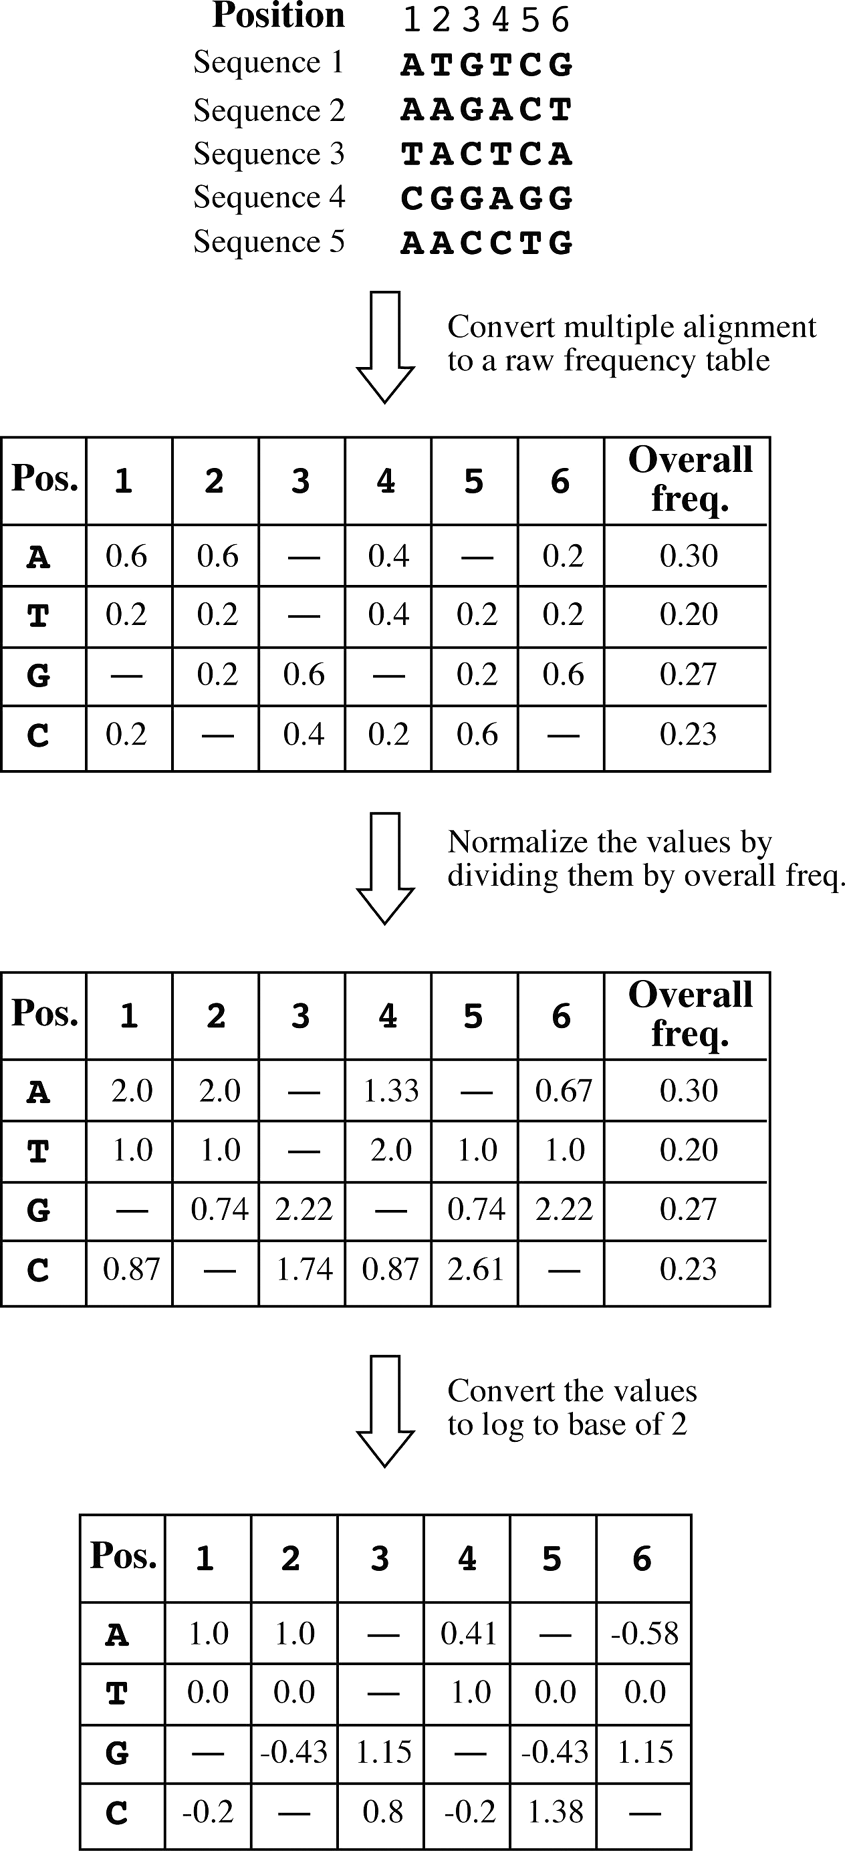 Position 1 2 3 4 5 6
Sequence 1 ATGTCG
Sequence 2 AAGACT
Sequence 3 TACTCA
Sequence 4 CGGAGG
Sequence 5 AACCTG
Convert multiple alignment
to a raw frequency table
Pos. 1 2 3 4 5 6 Overall freq.
A 0.6 0.6 — 0.4 — 0.2 0.30
T 0.2 0.2 — 0.4 0.2 0.2 0.20
G — 0.2 0.6 — 0.2 0.6 0.27
C 0.2 — 0.4 0.2 0.6 — 0.23
Normalize the values by
dividing them by overall freq.
Pos. 1 2 3 4 5 6 Overall freq.
A 2.0 2.0 — 1.33 — 0.67 0.30
T 1.0 1.0 — 2.0 1.0 1.0 0.20
G — 0.74 2.22 — 0.74 2.22 0.27
C 0.87 — 1.74 0.87 2.61 — 0.23
Convert the values
to log to base of 2
Pos. 1 2 3 4 5 6
A 1.0 1.0 — 0.41 — -0.58
T 0.0 0.0 — 1.0 0.0 0.0
G — -0.43 1.15 — -0.43 1.15
C -0.2 — 0.8 -0.2 1.38 —